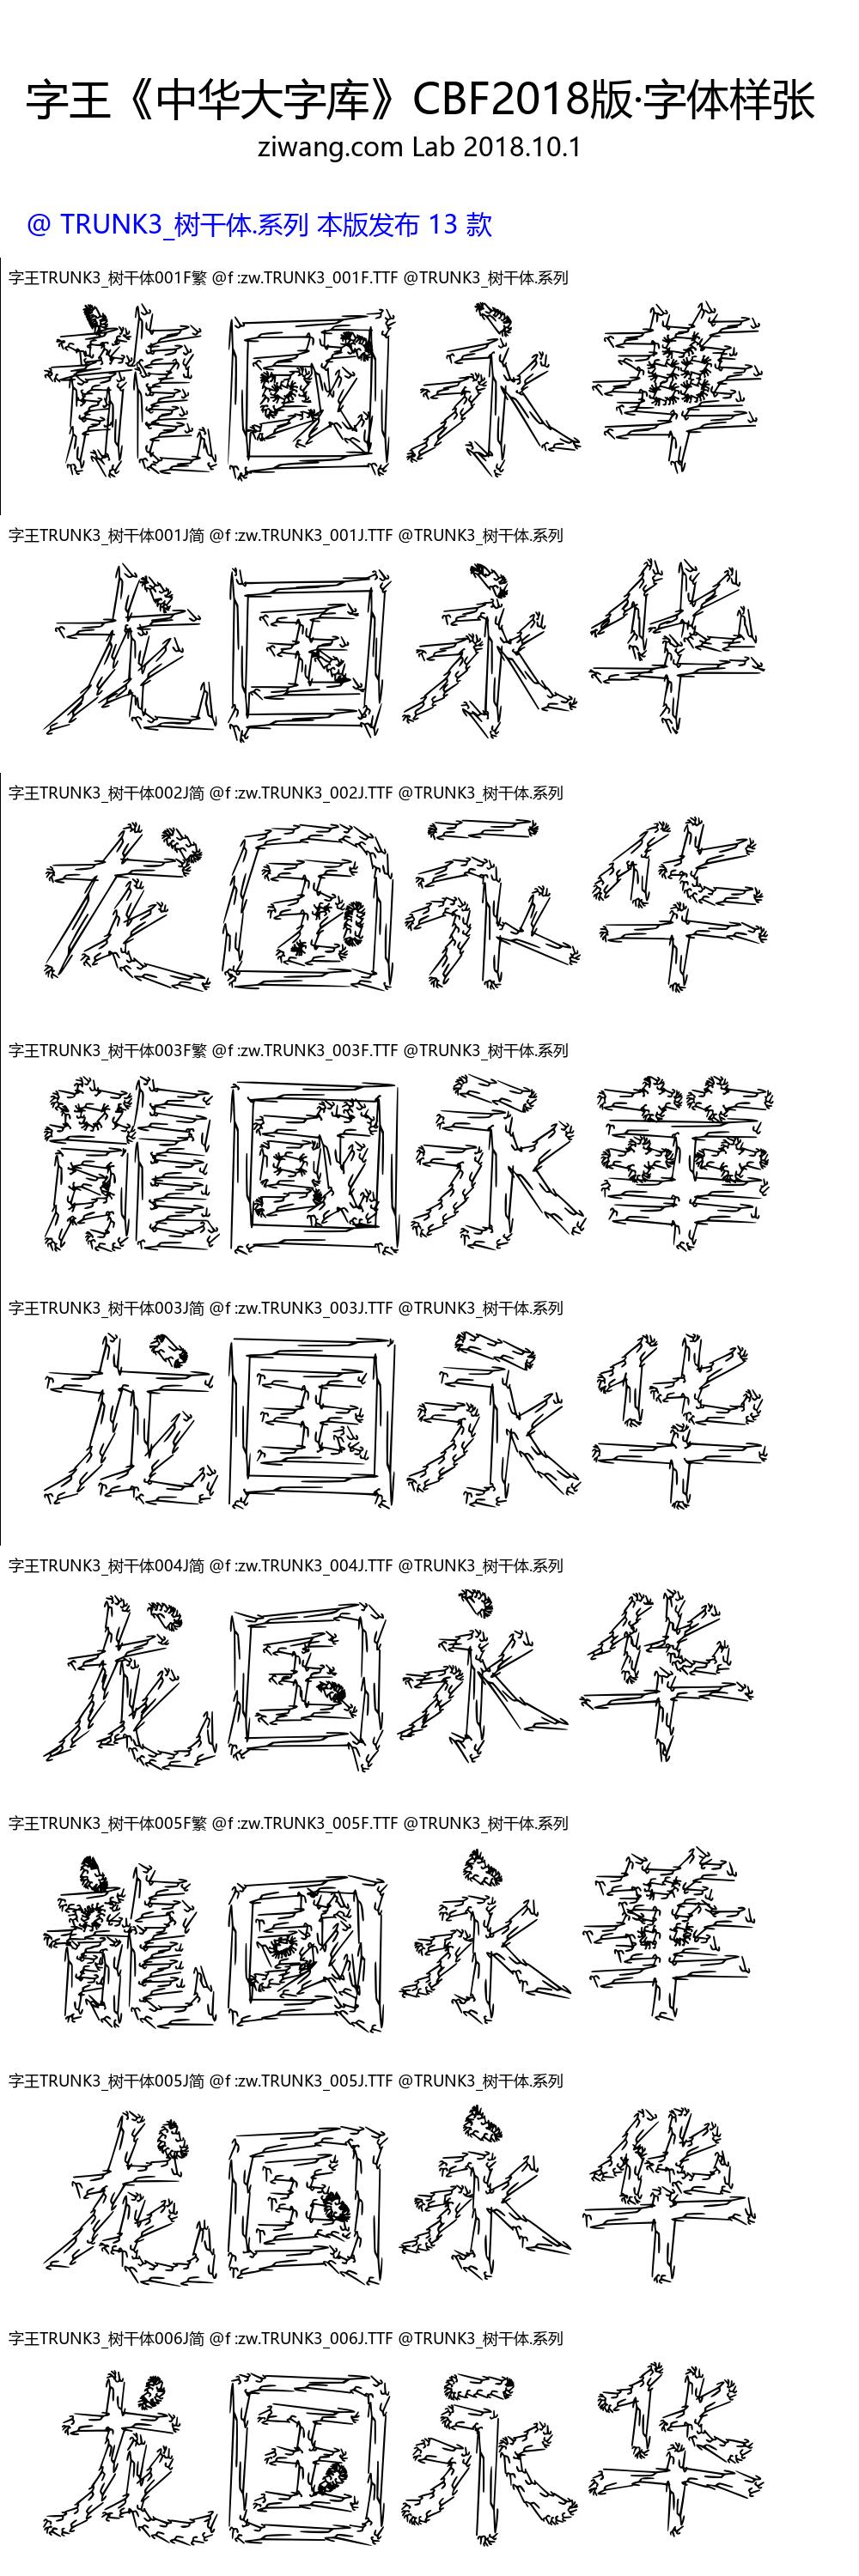 字王《中华大字库》CBF2018版·字体样张
ziwang.com Lab 2018.10.1
@ TRUNK3_树干体.系列 本版发布 13 款
字王TRUNK3_树干体001F繁 @f :zw.TRUNK3_001F.TTF @TRUNK3_树干体.系列
龍國永華
字王TRUNK3_树干体001J简 @f :zw.TRUNK3_001J.TTF @TRUNK3_树干体.系列
龙国永华
字王TRUNK3_树干体002J简 @f :zw.TRUNK3_002J.TTF @TRUNK3_树干体.系列
龙国永华
字王TRUNK3_树干体003F繁 @f :zw.TRUNK3_003F.TTF @TRUNK3_树干体.系列
龍國永華
字王TRUNK3_树干体003J简 @f :zw.TRUNK3_003J.TTF @TRUNK3_树干体.系列
龙国永华
字王TRUNK3_树干体004J简 @f :zw.TRUNK3_004J.TTF @TRUNK3_树干体.系列
龙国永华
字王TRUNK3_树干体005F繁 @f :zw.TRUNK3_005F.TTF @TRUNK3_树干体.系列
龍國永華
字王TRUNK3_树干体005J简 @f :zw.TRUNK3_005J.TTF @TRUNK3_树干体.系列
龙国永华
字王TRUNK3_树干体006J简 @f :zw.TRUNK3_006J.TTF @TRUNK3_树干体.系列
龙国永华